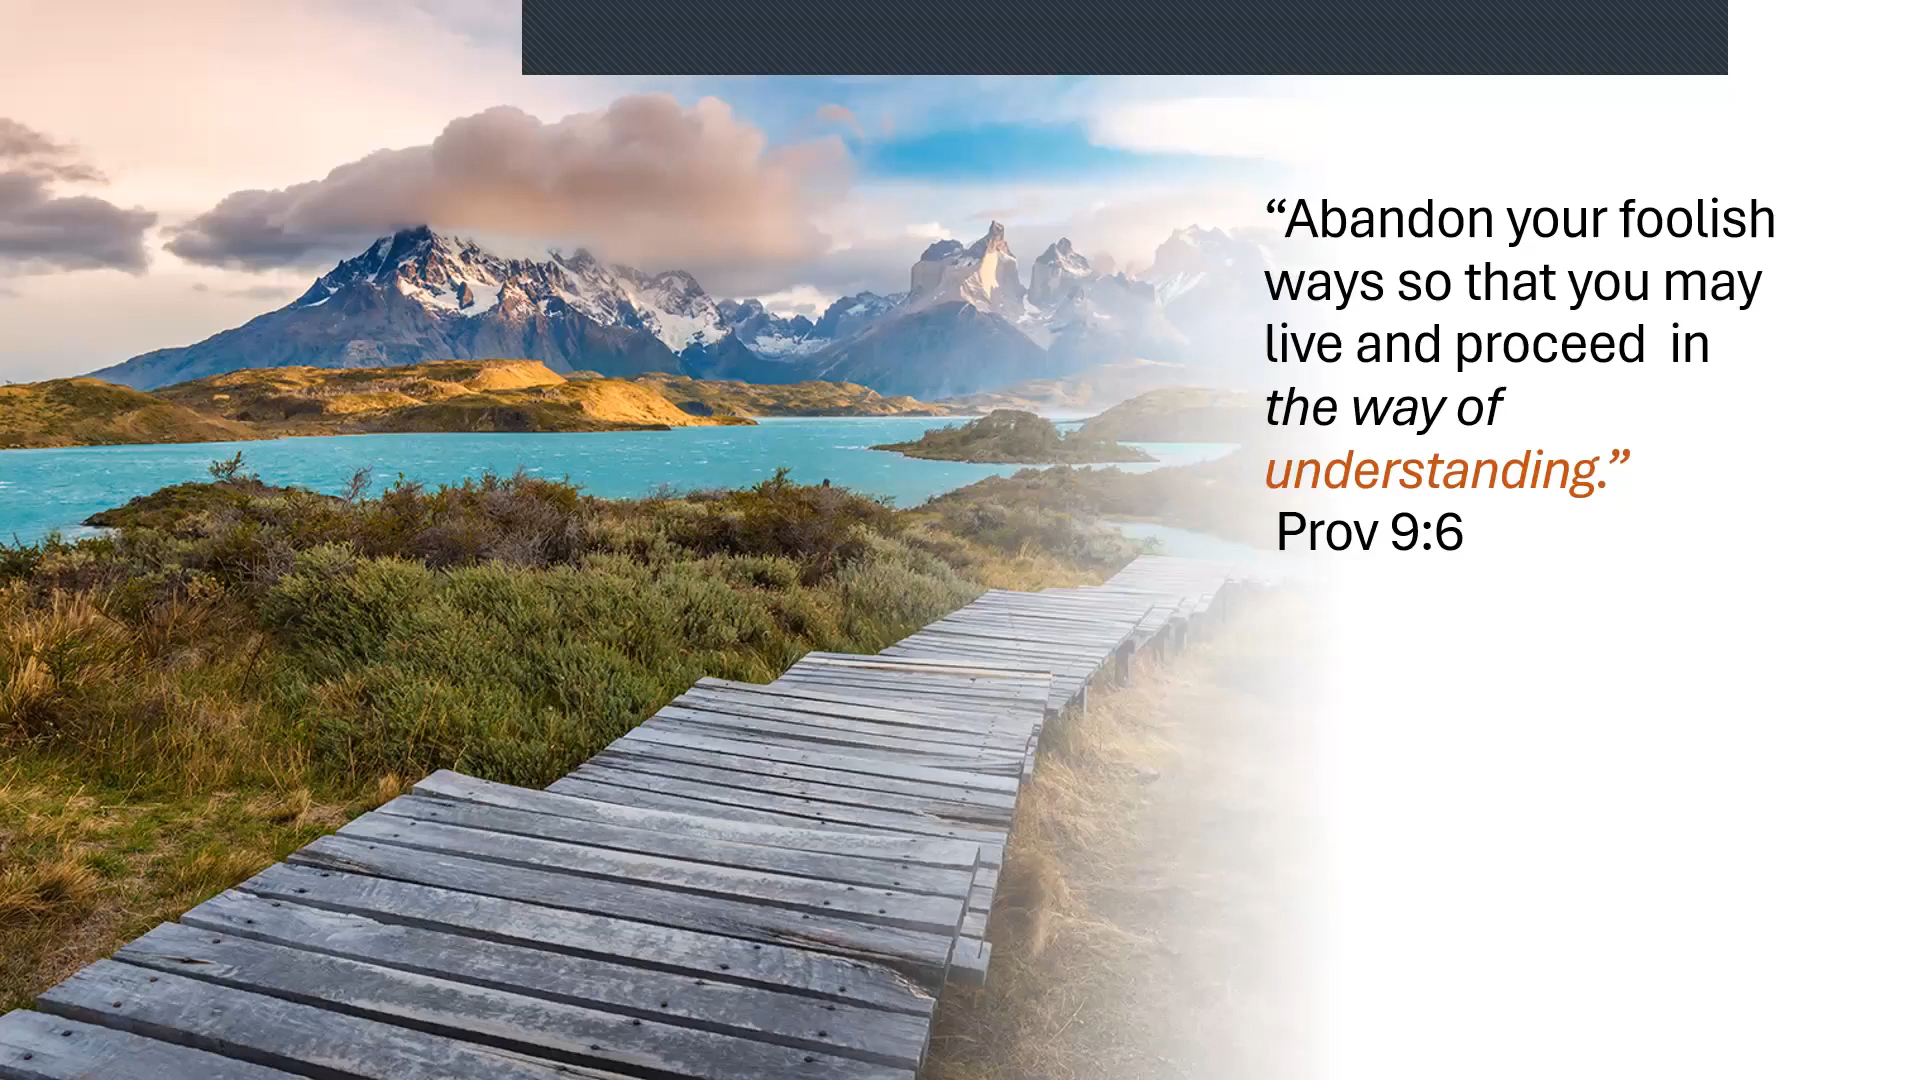 “Abandon your foolish
ways so that you may
live and proceed  in
the way of
understanding.”
Prov 9:6